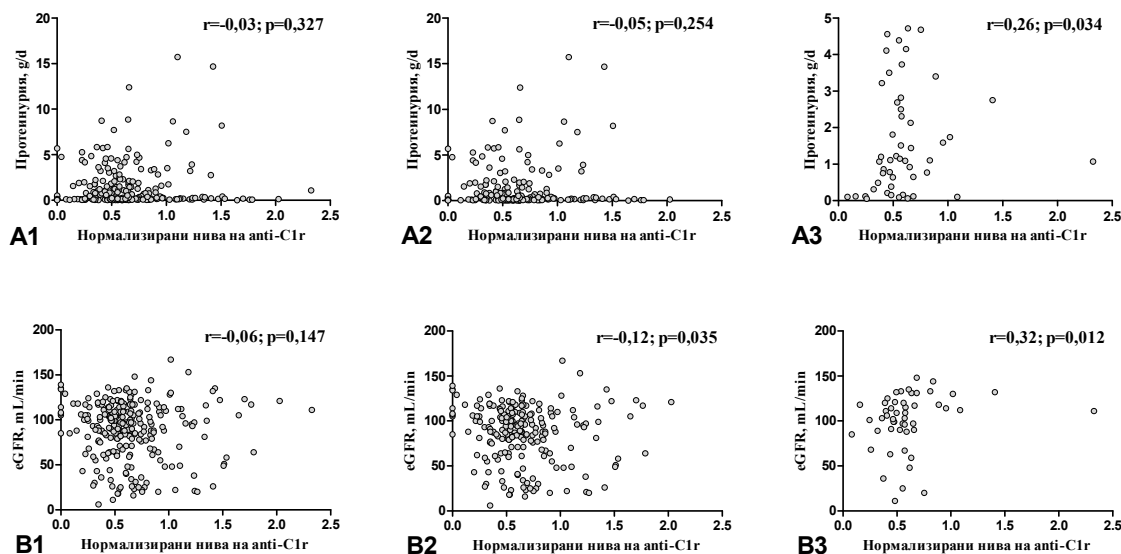 r=-0,03; p=0,327
Протеинурия, g/d
20
15
10
5
0
0.0 0.5 1.0 1.5 2.0 2.5
Нормализирани нива на anti-C1r
A1
r=-0,05; p=0,254
Протеинурия, g/d
20
15
10
5
0
0.0 0.5 1.0 1.5 2.0 2.5
Нормализирани нива на anti-C1r
A2
r=0,26; p=0,034
Протеинурия, g/d
5
4
3
2
1
0
0.0 0.5 1.0 1.5 2.0 2.5
Нормализирани нива на anti-C1r
A3
r=-0,06; p=0,147
eGFR, mL/min
200
150
100
50
0
0.0 0.5 1.0 1.5 2.0 2.5
Нормализирани нива на anti-C1r
B1
r=-0,12; p=0,035
eGFR, mL/min
200
150
100
50
0
0.0 0.5 1.0 1.5 2.0 2.5
Нормализирани нива на anti-C1r
B2
r=0,32; p=0,012
eGFR, mL/min
200
150
100
50
0
0.0 0.5 1.0 1.5 2.0 2.5
Нормализирани нива на anti-C1r
B3